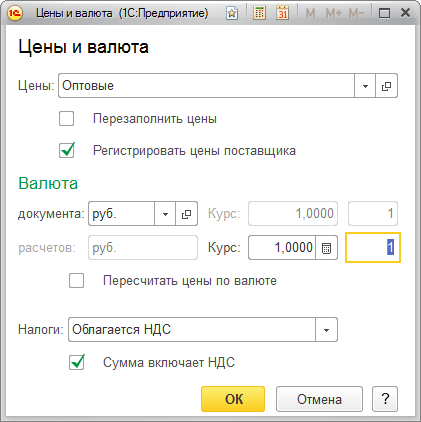 1С Цены и валюта (1С:Предприятие) 31 M M+ M-
Цены и валюта
Цены: Оптовые
Перезаполнить цены
Регистрировать цены поставщика
Валюта
документа: руб. Курс: 1,0000 1
расчетов: руб. Курс: 1,0000 1
Пересчитать цены по валюте
Налоги: Облагается НДС
Сумма включает НДС
ОК Отмена ?